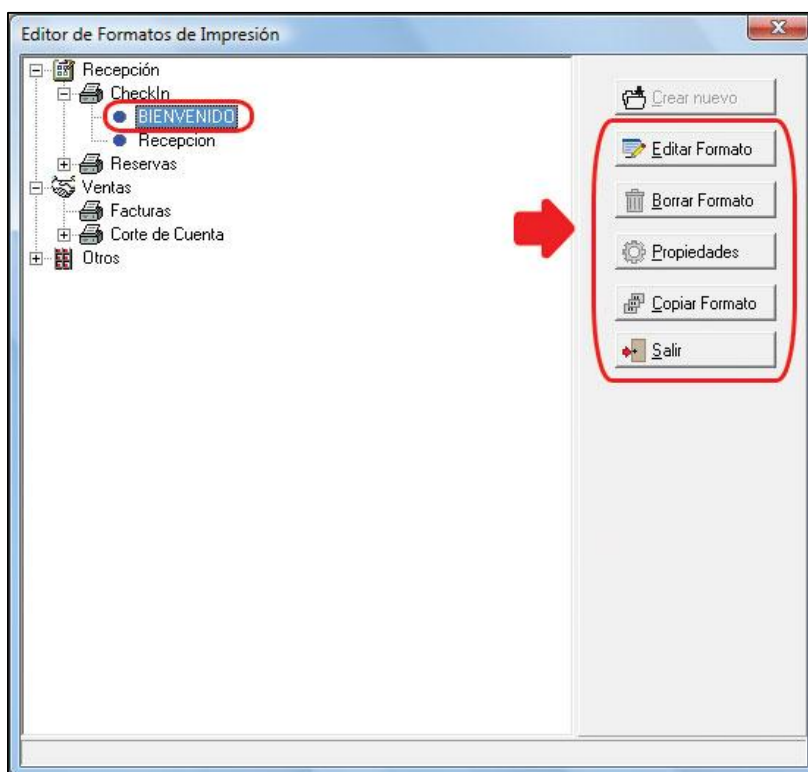 Editor de Formatos de Impresión
Recepción
CheckIn
BIENVENIDO
Recepcion
Reservas
Ventas
Facturas
Corte de Cuenta
Otros
Crear nuevo
Editar Formato
Borrar Formato
Propiedades
Copiar Formato
Salir